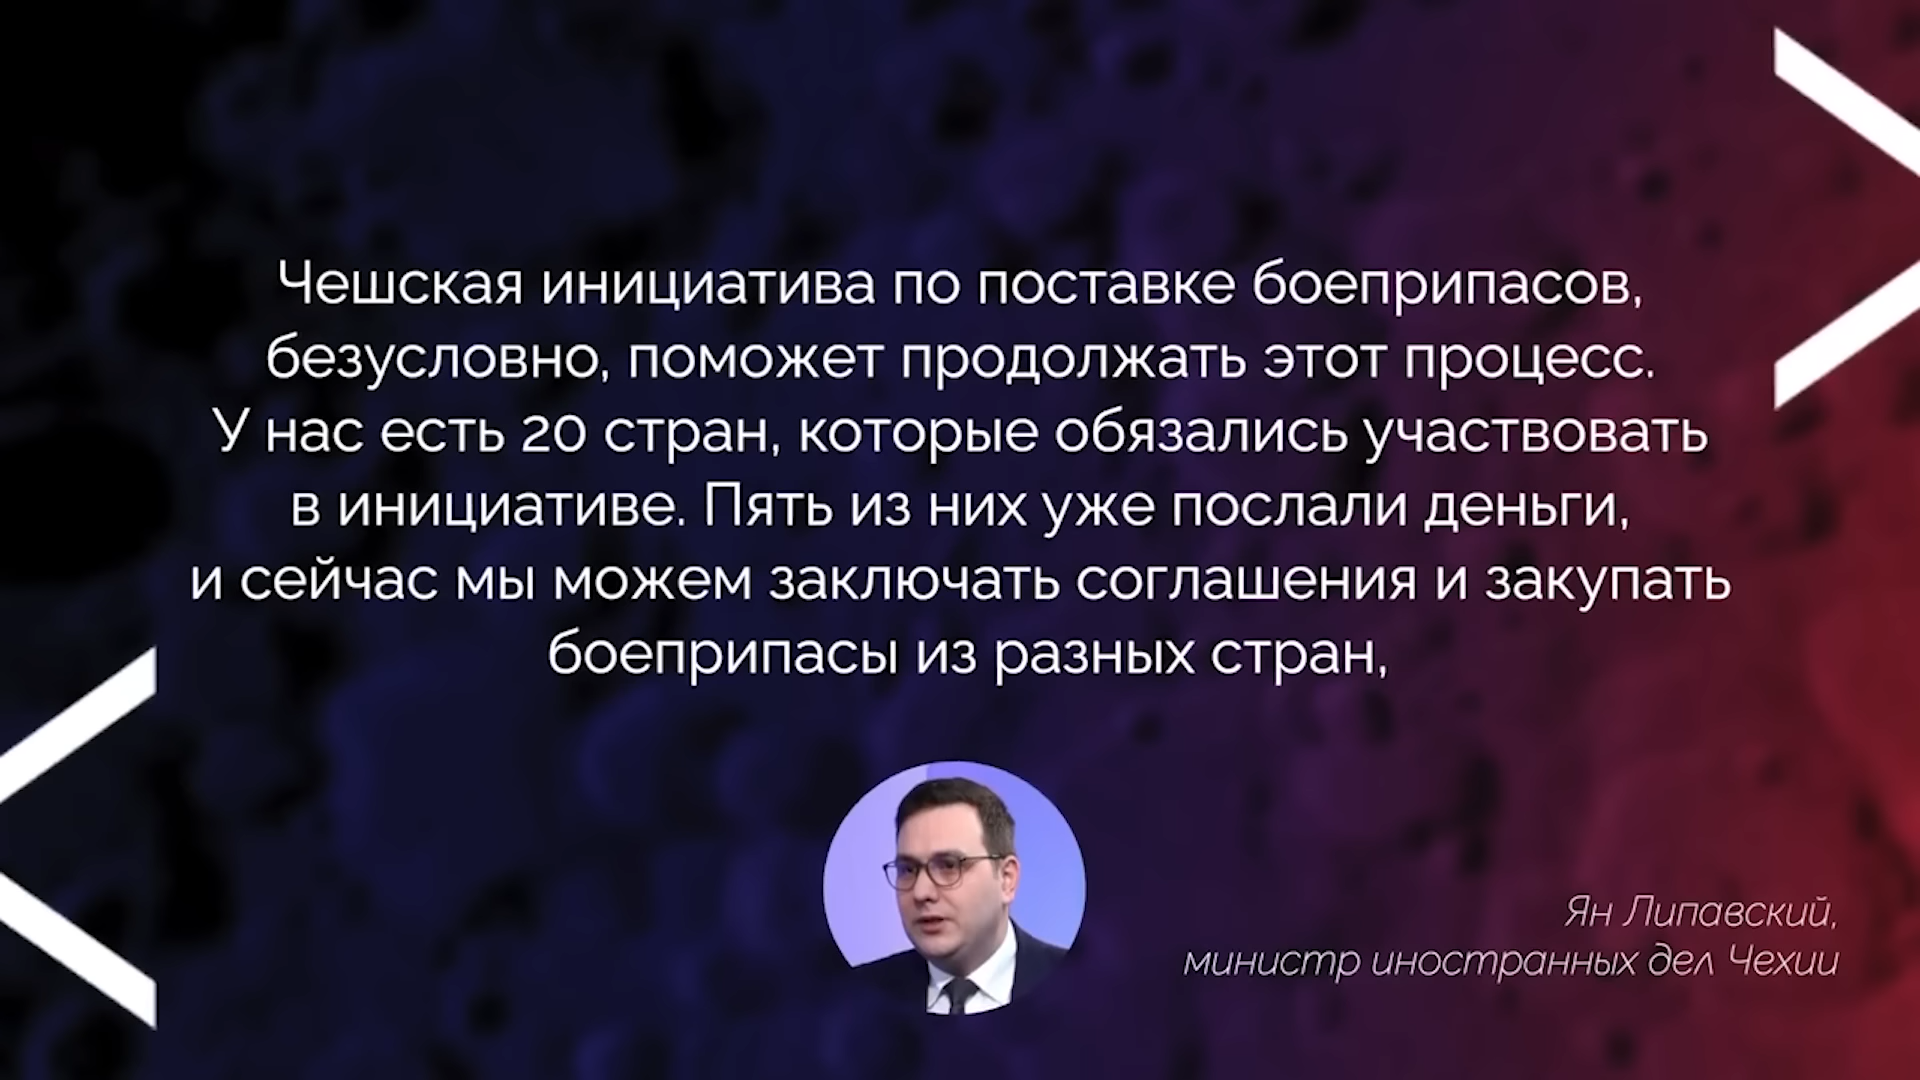 Чешская инициатива по поставке боеприпасов,
безусловно, поможет продолжать этот процесс.
У нас есть 20 стран, которые обязались участвовать
в инициативе. Пять из них уже послали деньги,
и сейчас мы можем заключать соглашения и закупать
боеприпасы из разных стран,
Ян Липавский,
министр иностранных дел Чехии